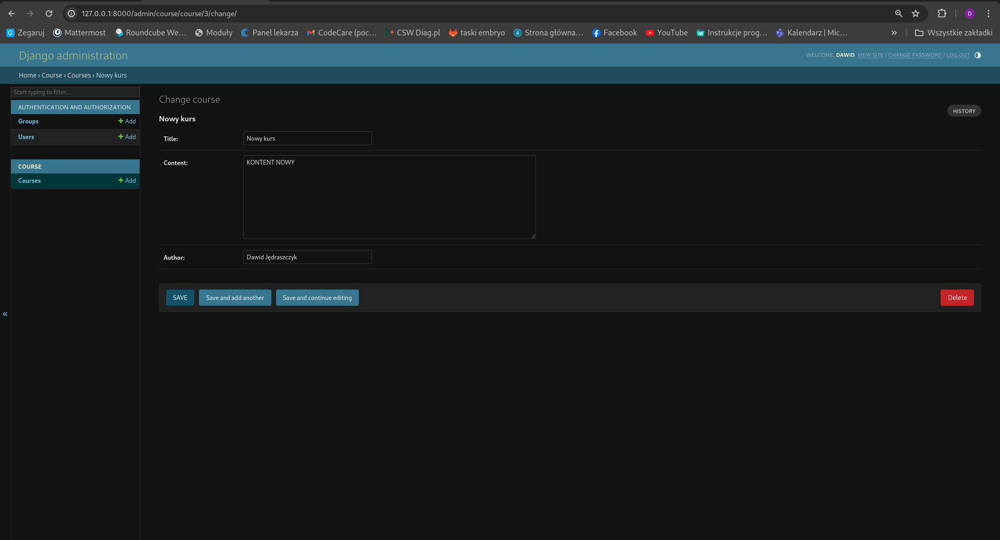 127.0.0.1:8000/admin/course/course/3/change/
D
Zegaruj Mattermost Roundcube We... Moduły Panel lekarza CodeCare (poc... CSW Diag.pl taski embryo Strona główna... Facebook YouTube Instrukcje prog... Kalendarz | Mic... » Wszystkie zakładki
Django administration
WELCOME, DAWID VIEW SITE / CHANGE PASSWORD / LOG OUT
Home › Course › Courses › Nowy kurs
Start typing to filter...
AUTHENTICATION AND AUTHORIZATION
Groups + Add
Users + Add
COURSE
Courses + Add
«
Change course
HISTORY
Nowy kurs
Title: Nowy kurs
Content: KONTENT NOWY
Author: Dawid Jędraszczyk
SAVE Save and add another Save and continue editing Delete